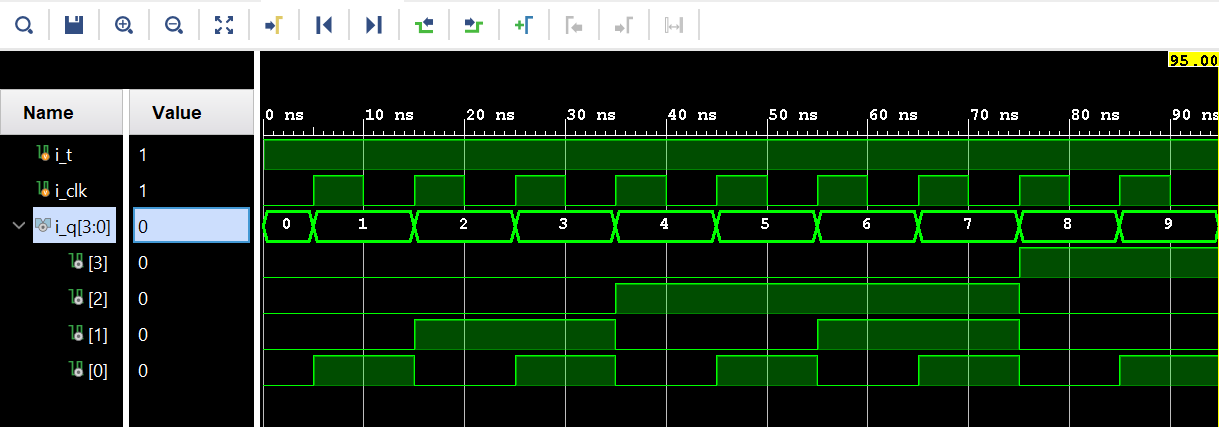 95.00
Name Value
0 ns 10 ns 20 ns 30 ns 40 ns 50 ns 60 ns 70 ns 80 ns 90 ns
i_t 1
i_clk 1
i_q[3:0] 0 0 1 2 3 4 5 6 7 8 9
[3] 0
[2] 0
[1] 0
[0] 0